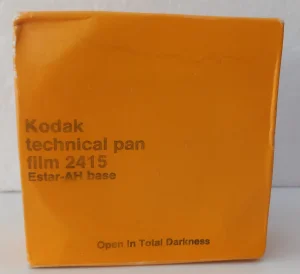 Kodak
technical pan
film 2415
Estar-AH base
Open in Total Darkness